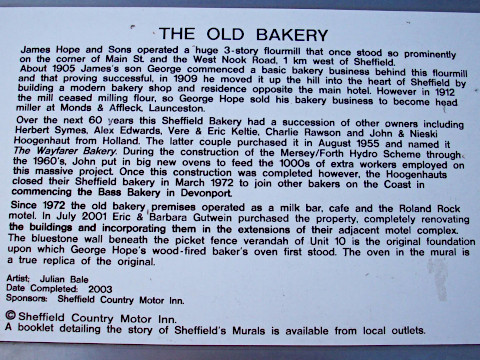 THE OLD BAKERY
James Hope and Sons operated a huge 3-story flourmill that once stood so prominently
on the corner of Main St. and the West Nook Road, 1 km west of Sheffield.
About 1905 James's son George commenced a basic bakery business behind this flourmill
and that proving successful, in 1909 he moved it up the hill into the heart of Sheffield by
building a modern bakery shop and residence opposite the main hotel. However in 1912
the mill ceased milling flour, so George Hope sold his bakery business to become head
miller at Monds & Affleck, Launceston.
Over the next 60 years this Sheffield Bakery had a succession of other owners including
Herbert Symes, Alex Edwards, Vere & Eric Keltie, Charlie Rawson and John & Nieski
Hoogenhaut from Holland. The latter couple purchased it in August 1955 and named it
The Wayfarer Bakery. During the construction of the Mersey/Forth Hydro Scheme through
the 1960's, John put in big new ovens to feed the 1000s of extra workers employed on
this massive project. Once this construction was completed however, the Hoogenhauts
closed their Sheffield bakery in March 1972 to join other bakers on the Coast in
commencing the Bass Bakery in Devonport.
Since 1972 the old bakery premises operated as a milk bar, cafe and the Roland Rock
motel. In July 2001 Eric & Barbara Gutwein purchased the property, completely renovating
the buildings and incorporating them in the extensions of their adjacent motel complex.
The bluestone wall beneath the picket fence verandah of Unit 10 is the original foundation
upon which George Hope's wood-fired baker's oven first stood. The oven in the mural is
a true replica of the original.
Artist: Julian Bale
Date Completed: 2003
Sponsors: Sheffield Country Motor Inn.
© Sheffield Country Motor Inn.
A booklet detailing the story of Sheffield's Murals is available from local outlets.